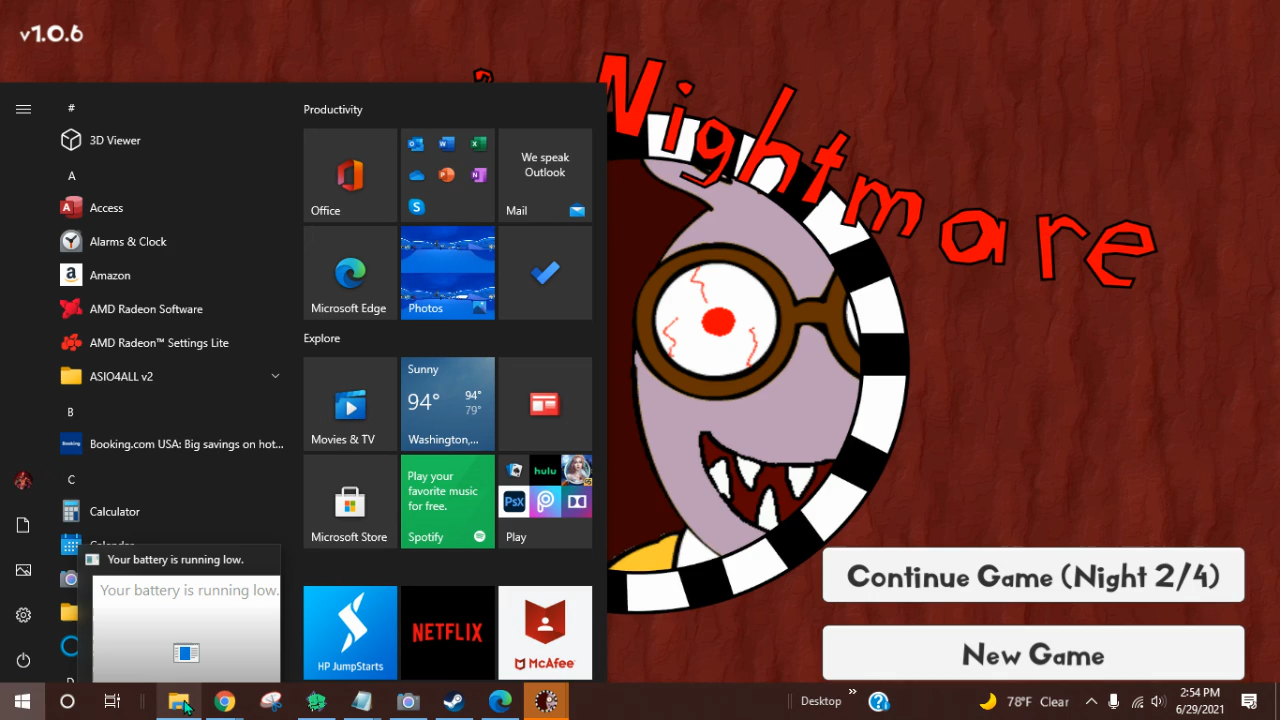 v1.0.6
Nightmare
#
3D Viewer
A
Access
Alarms & Clock
Amazon
AMD Radeon Software
AMD Radeon™ Settings Lite
ASIO4ALL v2
B
Booking.com USA: Big savings on hot...
C
Calculator
Your battery is running low.
Your battery is running low.
Productivity
Office
We speak
Outlook
Mail
Microsoft Edge
Photos
Explore
Movies & TV
Sunny
94°
94°
79°
Washington,...
Microsoft Store
Play your
favorite music
for free.
Spotify
hulu
PsX
Play
HP JumpStarts
NETFLIX
McAfee
Continue Game (Night 2/4)
New Game
Desktop
78°F Clear
2:54 PM
6/29/2021